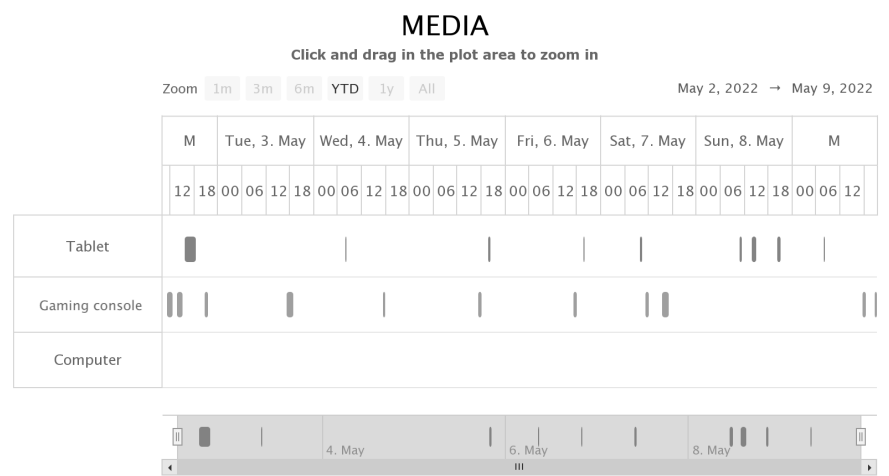 MEDIA
Click and drag in the plot area to zoom in
Zoom 1m 3m 6m YTD 1y All May 2, 2022 → May 9, 2022
M Tue, 3. May Wed, 4. May Thu, 5. May Fri, 6. May Sat, 7. May Sun, 8. May M
12 18 00 06 12 18 00 06 12 18 00 06 12 18 00 06 12 18 00 06 12 18 00 06 12 18 00 06 12
Tablet
Gaming console
Computer
4. May 6. May 8. May